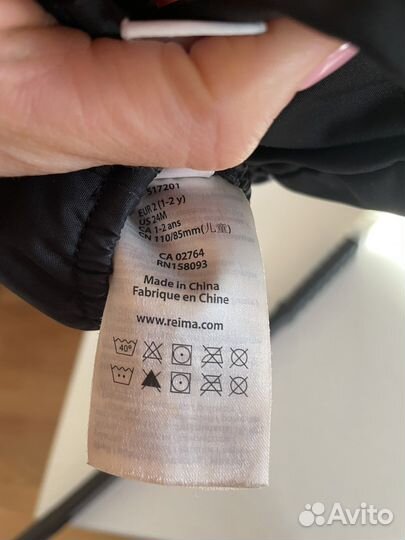 517201
EUR 2 (1-2 y)
US 24M
SA 1-2 ans
CN 110/85mm(儿童)
CA 02764
RN158093
Made in China
Fabrique en Chine
www.reima.com
40°
Avito